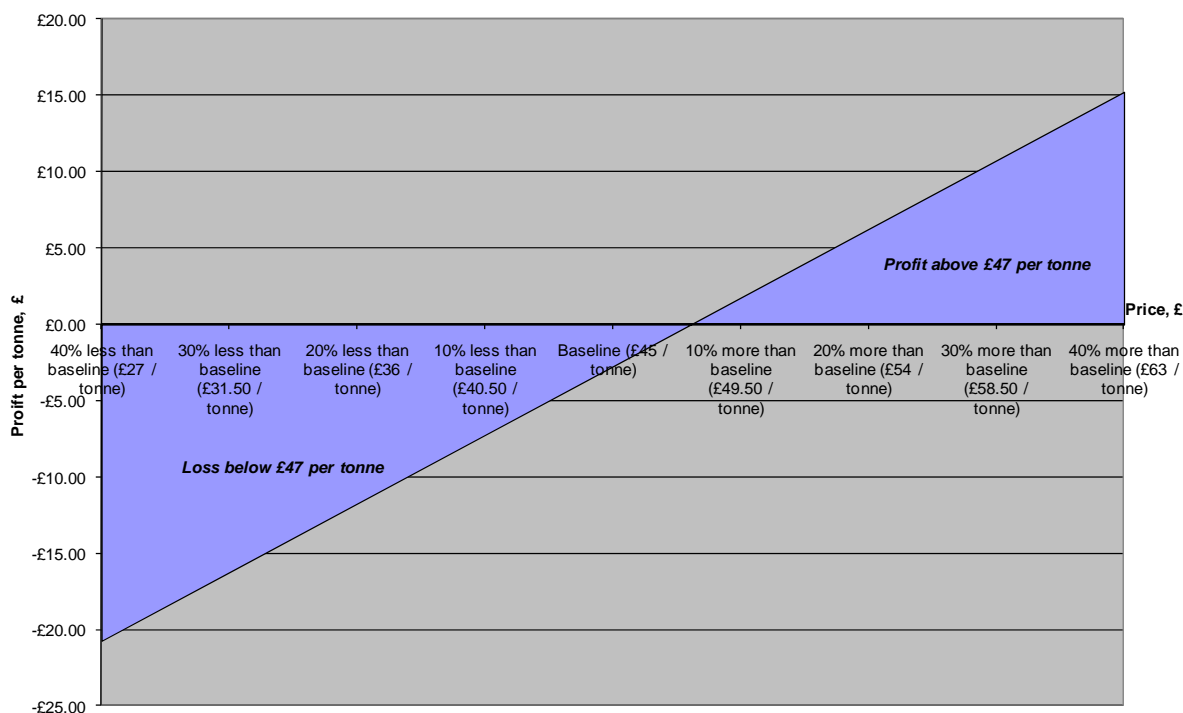 £20.00
£15.00
£10.00
£5.00
£0.00
-£5.00
-£10.00
-£15.00
-£20.00
-£25.00
Proift per tonne, £
Price, £
40% less than
baseline (£27 /
tonne)
30% less than
baseline
(£31.50 /
tonne)
20% less than
baseline (£36 /
tonne)
10% less than
baseline
(£40.50 /
tonne)
Baseline (£45 /
tonne)
10% more than
baseline
(£49.50 /
tonne)
20% more than
baseline (£54 /
tonne)
30% more than
baseline
(£58.50 /
tonne)
40% more than
baseline (£63 /
tonne)
Profit above £47 per tonne
Loss below £47 per tonne